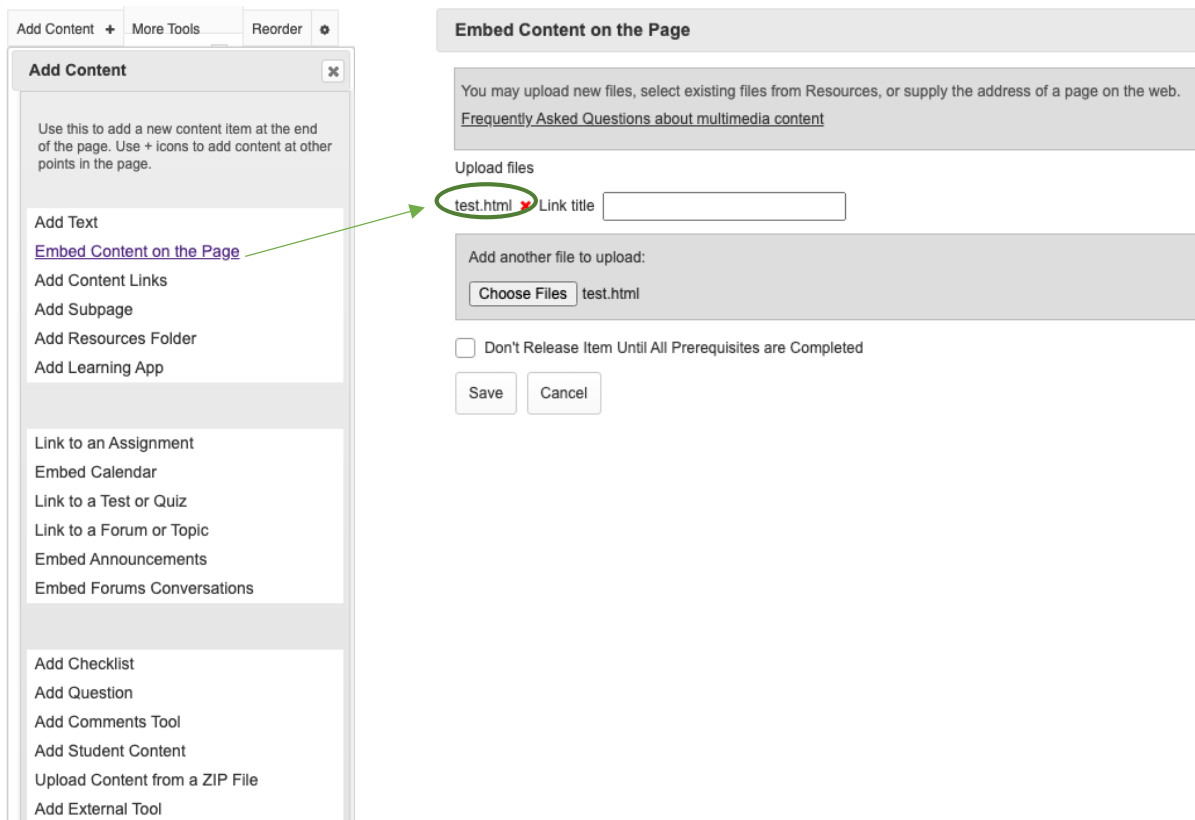 Add Content +
More Tools
Reorder
Add Content
Use this to add a new content item at the end
of the page. Use + icons to add content at other
points in the page.
Add Text
Embed Content on the Page
Add Content Links
Add Subpage
Add Resources Folder
Add Learning App
Link to an Assignment
Embed Calendar
Link to a Test or Quiz
Link to a Forum or Topic
Embed Announcements
Embed Forums Conversations
Add Checklist
Add Question
Add Comments Tool
Add Student Content
Upload Content from a ZIP File
Add External Tool
Embed Content on the Page
You may upload new files, select existing files from Resources, or supply the address of a page on the web.
Frequently Asked Questions about multimedia content
Upload files
test.html Link title
Add another file to upload:
Choose Files test.html
Don't Release Item Until All Prerequisites are Completed
Save Cancel